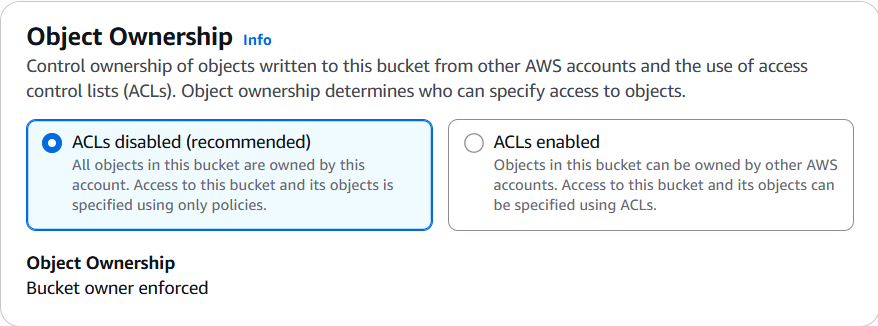 Object Ownership Info
Control ownership of objects written to this bucket from other AWS accounts and the use of access
control lists (ACLs). Object ownership determines who can specify access to objects.
ACLs disabled (recommended)
All objects in this bucket are owned by this
account. Access to this bucket and its objects is
specified using only policies.
ACLs enabled
Objects in this bucket can be owned by other AWS
accounts. Access to this bucket and its objects can
be specified using ACLs.
Object Ownership
Bucket owner enforced